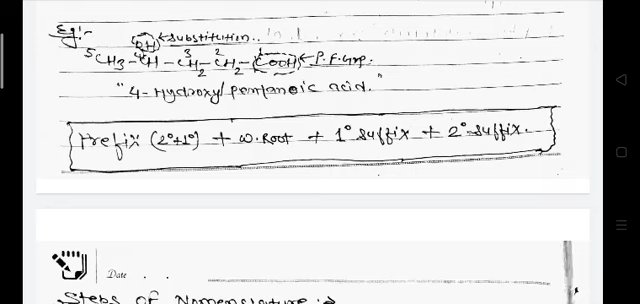 Eg:-
OH ← Substitution..
⁵CH3 - ⁴CH - ³CH2 - ²CH2 - ¹COOH ← P.F. Grp.
"4-Hydroxy/pentanoic acid."
Prefix (2°+1°) + W.Root + 1° Suffix + 2° Suffix.
Date . .
Steps of Nomenclature :→